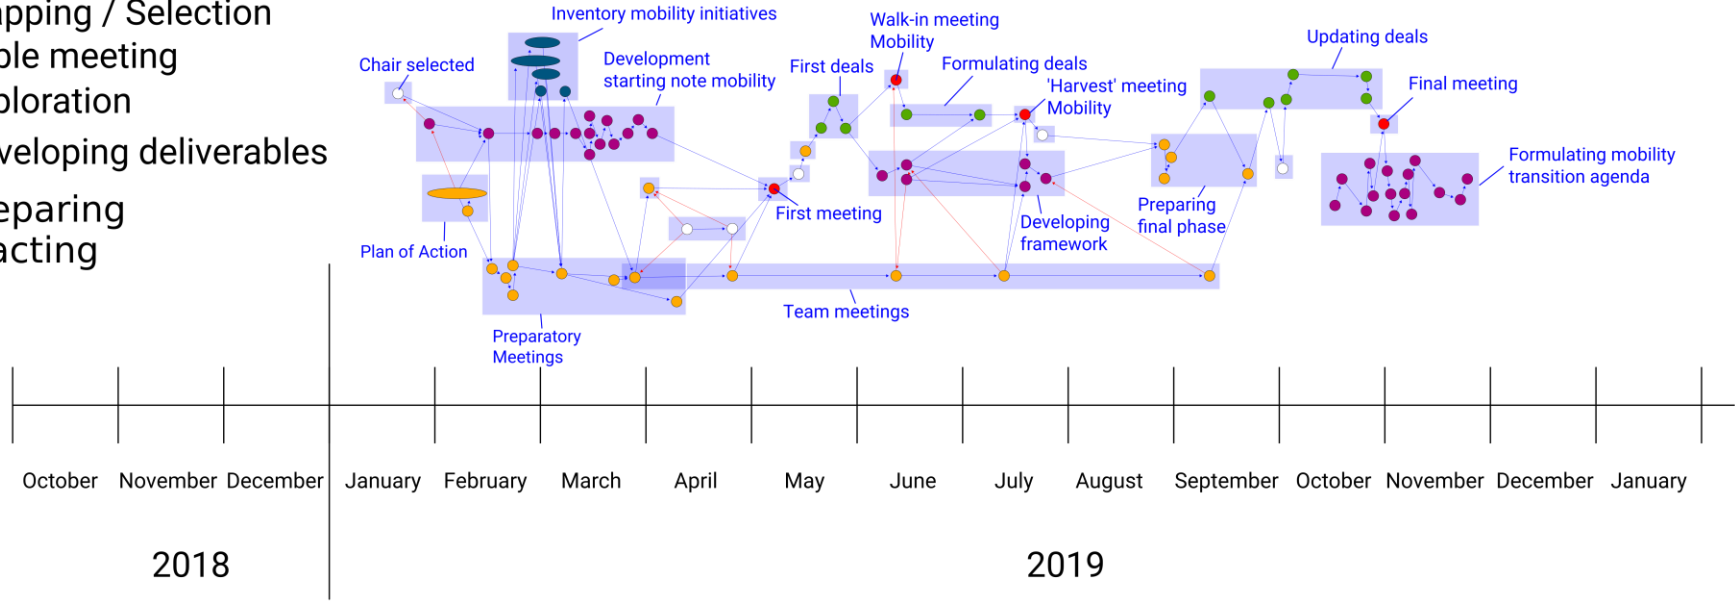 apping / Selection
ble meeting
ploration
veloping deliverables
eparing
acting
Inventory mobility initiatives
Chair selected
Development
starting note mobility
Plan of Action
Preparatory
Meetings
First deals
First meeting
Team meetings
Walk-in meeting
Mobility
Formulating deals
'Harvest' meeting
Mobility
Developing
framework
Preparing
final phase
Updating deals
Final meeting
Formulating mobility
transition agenda
October November December January February March April May June July August September October November December January
2018 2019